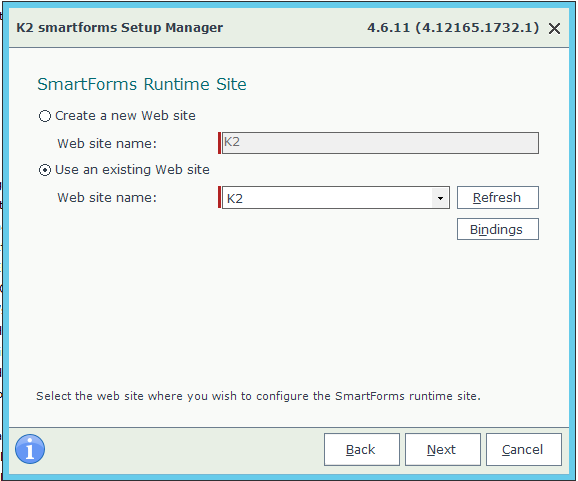 K2 smartforms Setup Manager 4.6.11 (4.12165.1732.1)
SmartForms Runtime Site
Create a new Web site
Web site name: K2
Use an existing Web site
Web site name: K2 Refresh
Bindings
Select the web site where you wish to configure the SmartForms runtime site.
Back Next Cancel